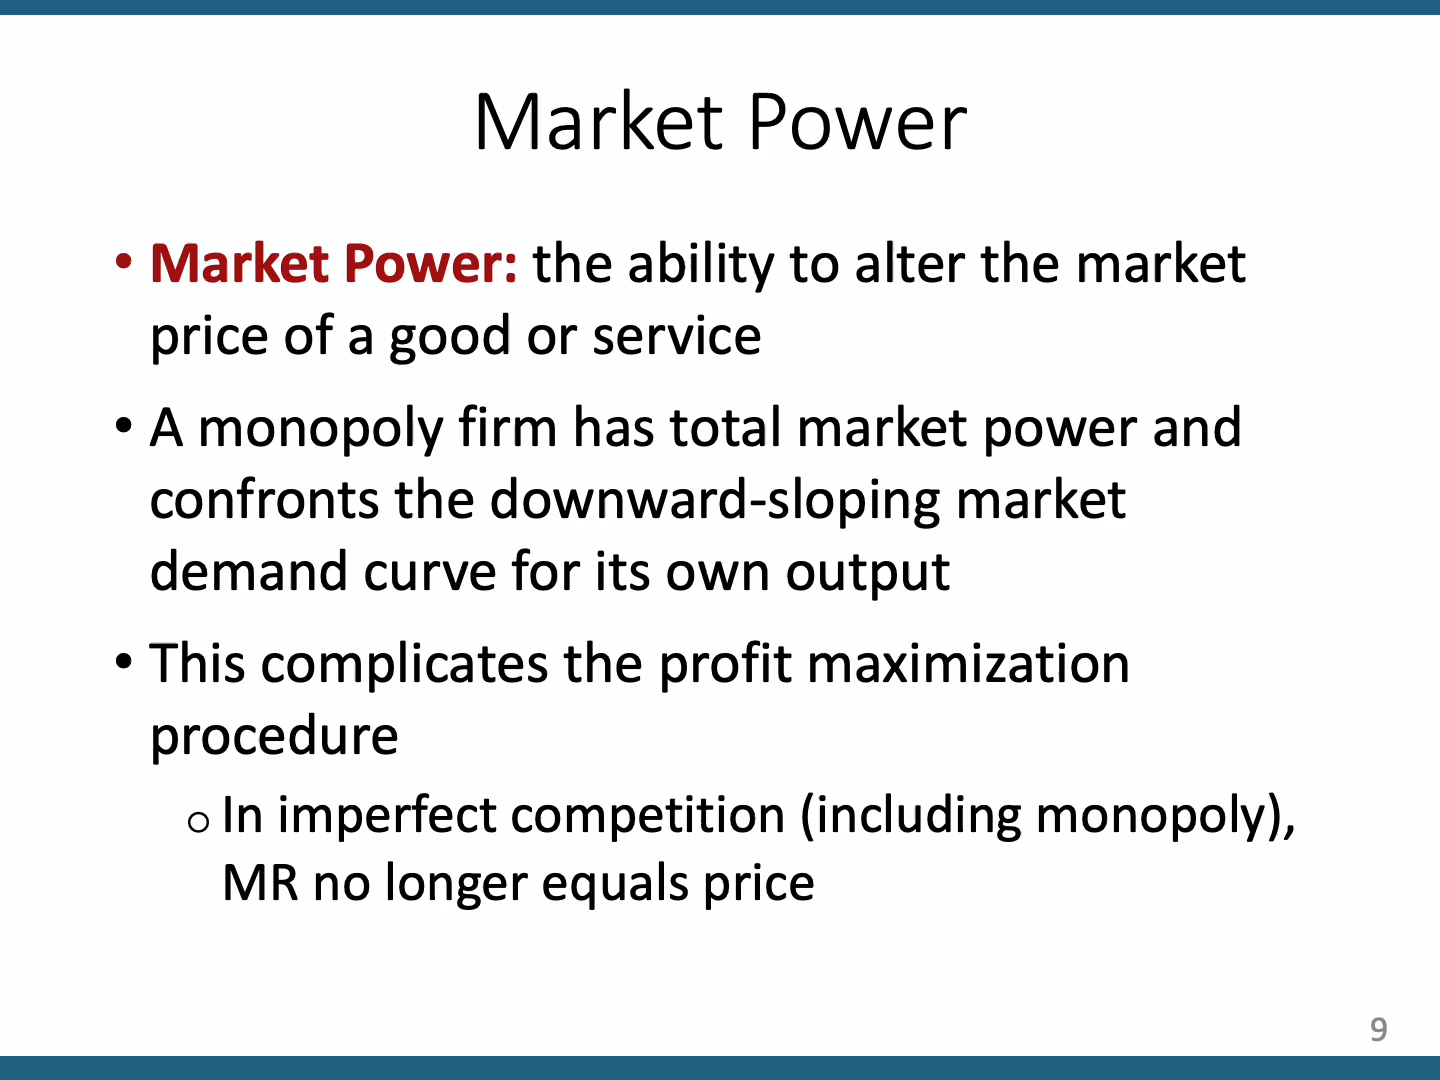 Market Power
• Market Power: the ability to alter the market
price of a good or service
• A monopoly firm has total market power and
confronts the downward-sloping market
demand curve for its own output
• This complicates the profit maximization
procedure
○ In imperfect competition (including monopoly),
MR no longer equals price
9